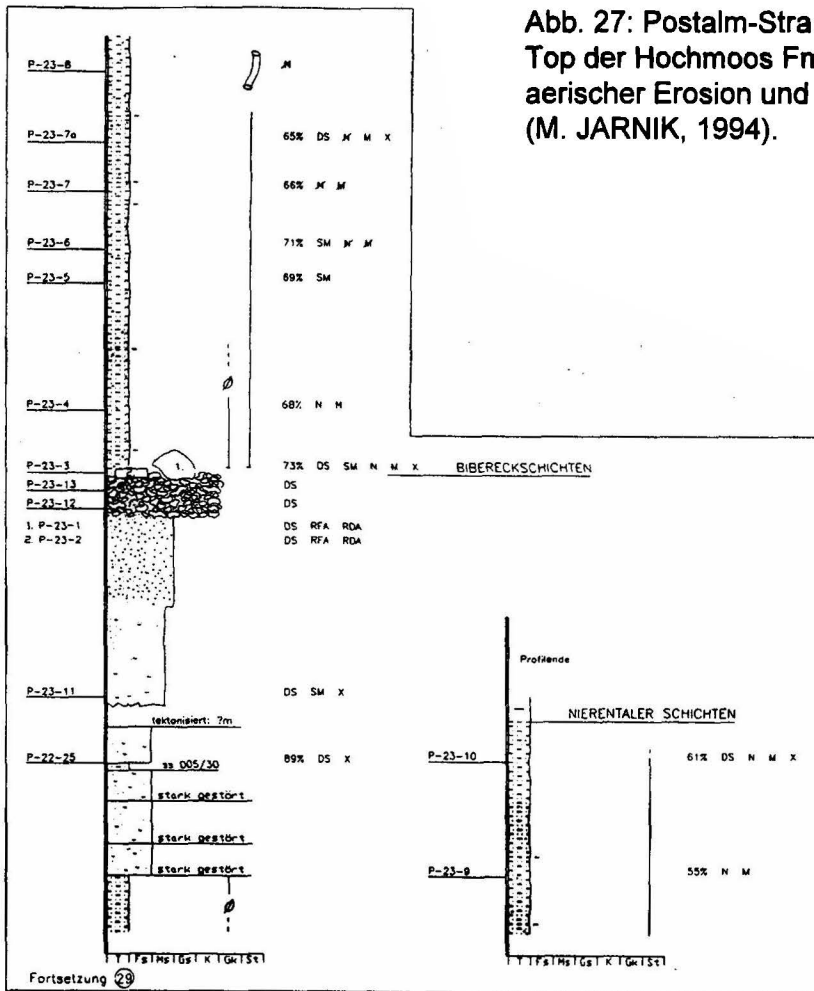 Abb. 27: Postalm-Stra
Top der Hochmoos Fm
aerischer Erosion und
(M. JARNIK, 1994).
P-23-8
P-23-7a 65% DS N M X
P-23-7 66% N M
P-23-6 71% SM N M
P-23-5 69% SM
P-23-4 68% N M
P-23-3 1. 73% DS SM N M X BIBERECKSCHICHTEN
2.
P-23-13 DS
P-23-12 DS
1. P-23-1 DS RFA RDA
2. P-23-2 DS RFA RDA
P-23-11 DS SM X
tektonisiert: ?m
P-22-25 89% DS X
ss 005/30
stark gestört
stark gestört
stark gestört
T Fs Ms Gs K Gk St
Fortsetzung 29
Profilende
NIERENTALER SCHICHTEN
P-23-10 61% DS N M X
P-23-9 55% N M
T Fs Ms Gs K Gk St